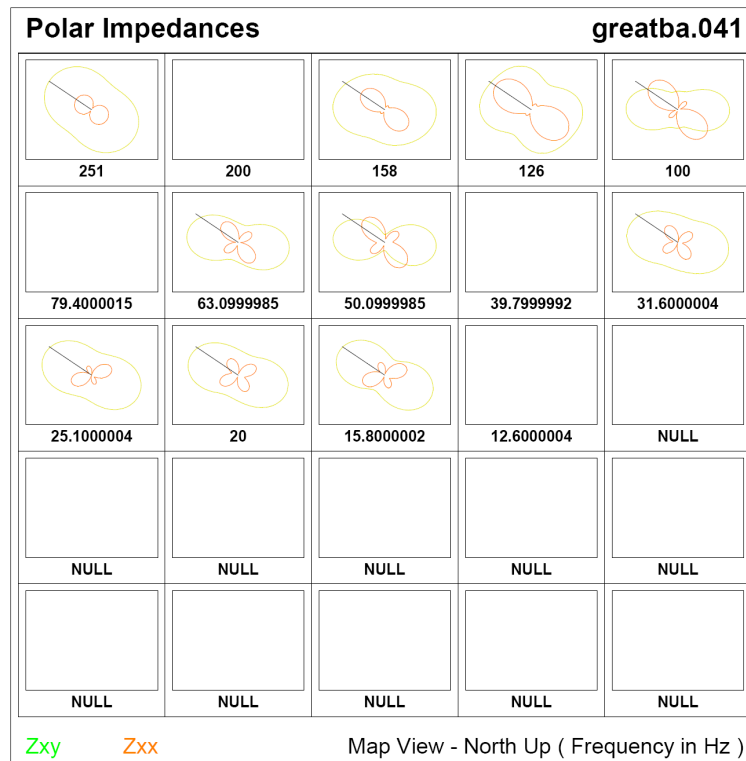 Polar Impedances greatba.041
251 200 158 126 100
79.4000015 63.0999985 50.0999985 39.7999992 31.6000004
25.1000004 20 15.8000002 12.6000004 NULL
NULL NULL NULL NULL NULL
NULL NULL NULL NULL NULL
Zxy Zxx Map View - North Up ( Frequency in Hz )